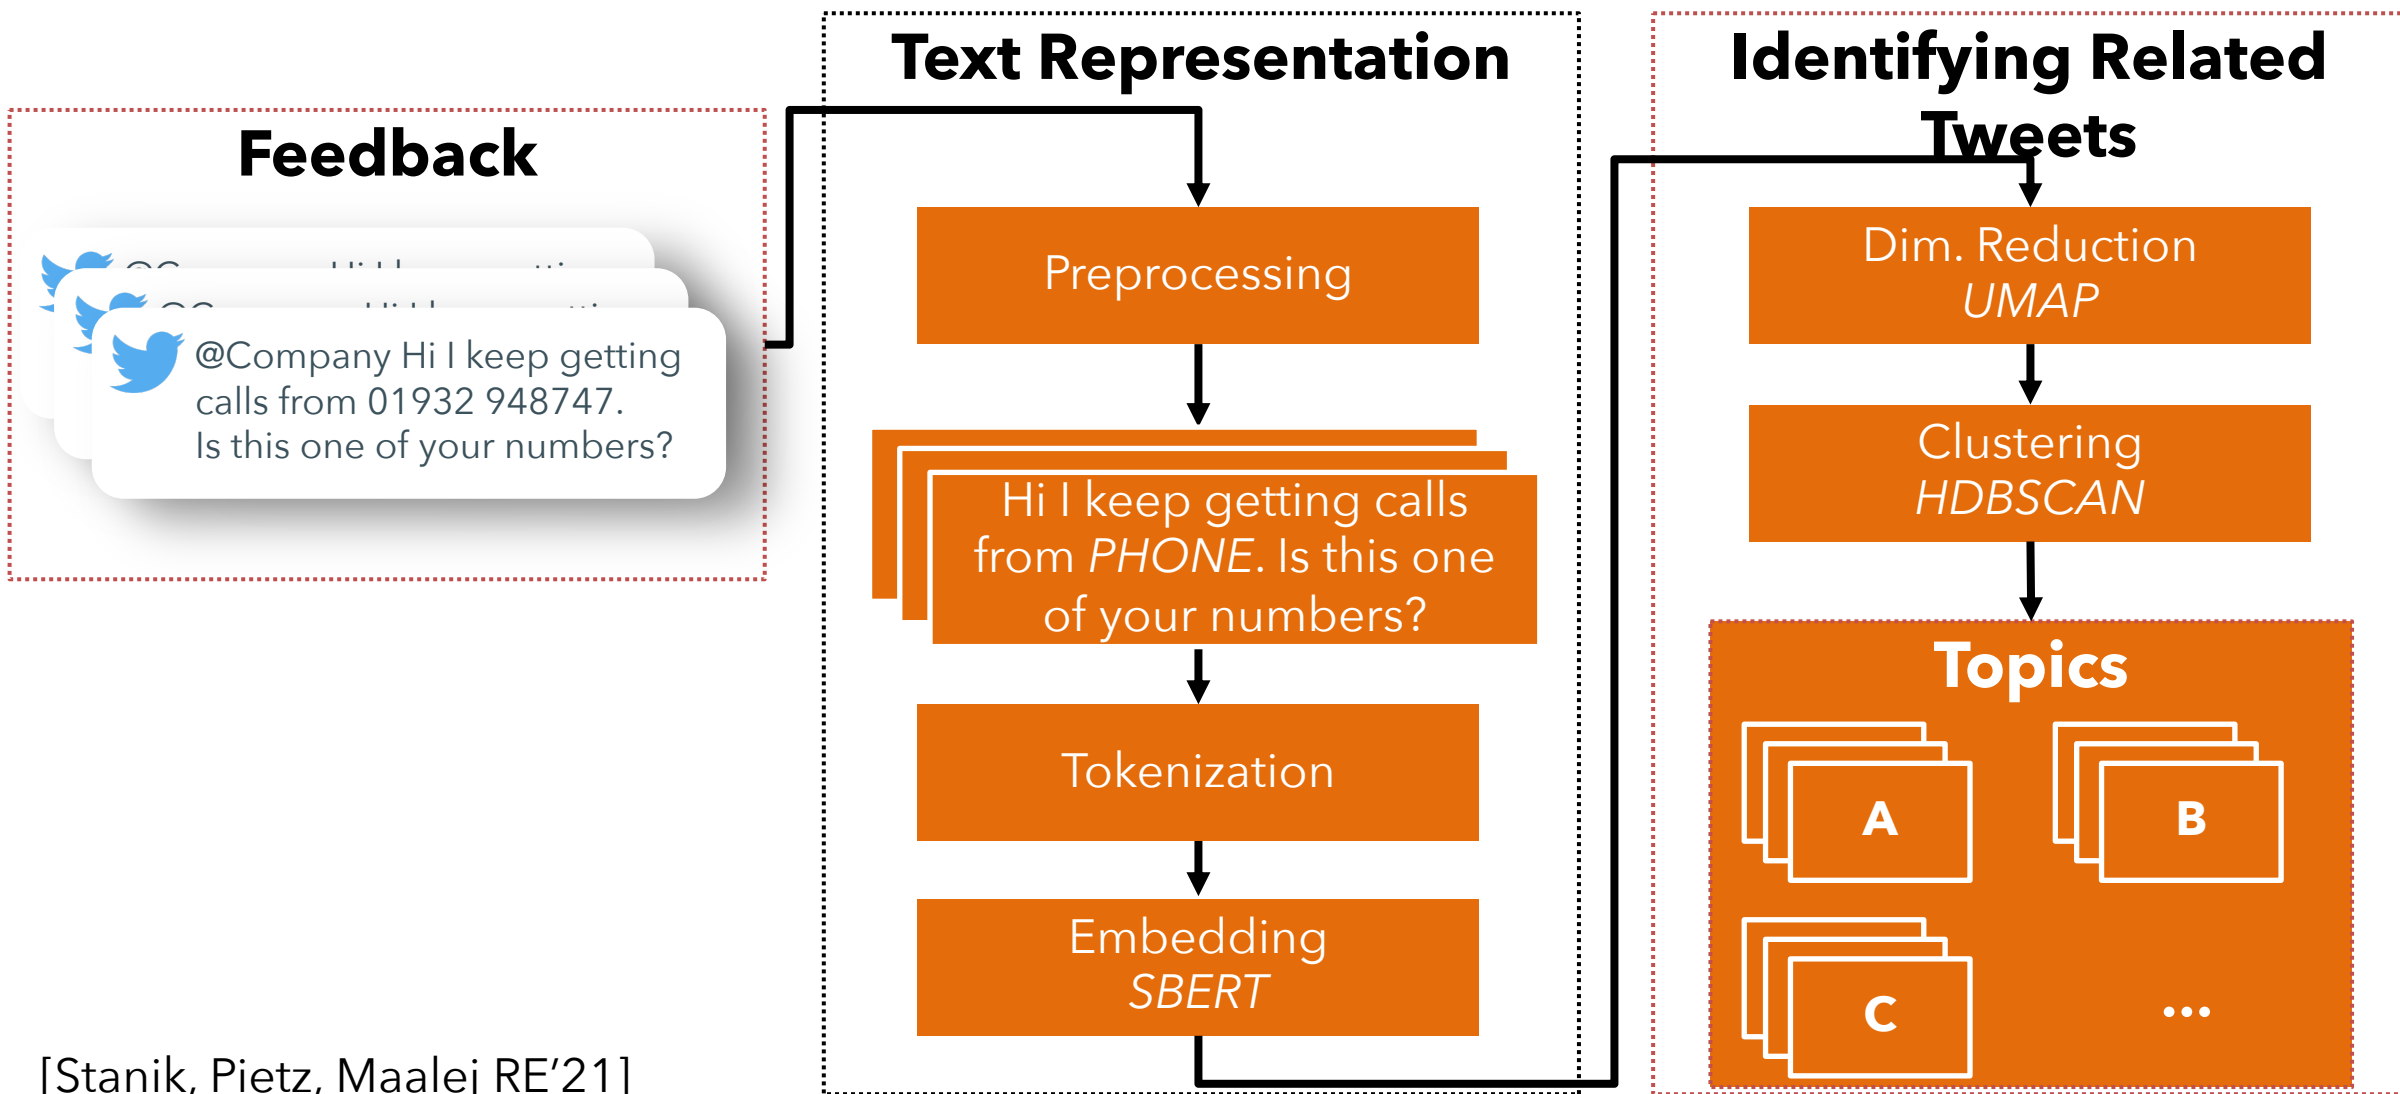 Feedback
@Company Hi I keep getting
calls from 01932 948747.
Is this one of your numbers?
Text Representation
Preprocessing
Hi I keep getting calls
from PHONE. Is this one
of your numbers?
Tokenization
Embedding
SBERT
Identifying Related
Tweets
Dim. Reduction
UMAP
Clustering
HDBSCAN
Topics
A
B
C
...
[Stanik, Pietz, Maalej RE’21]